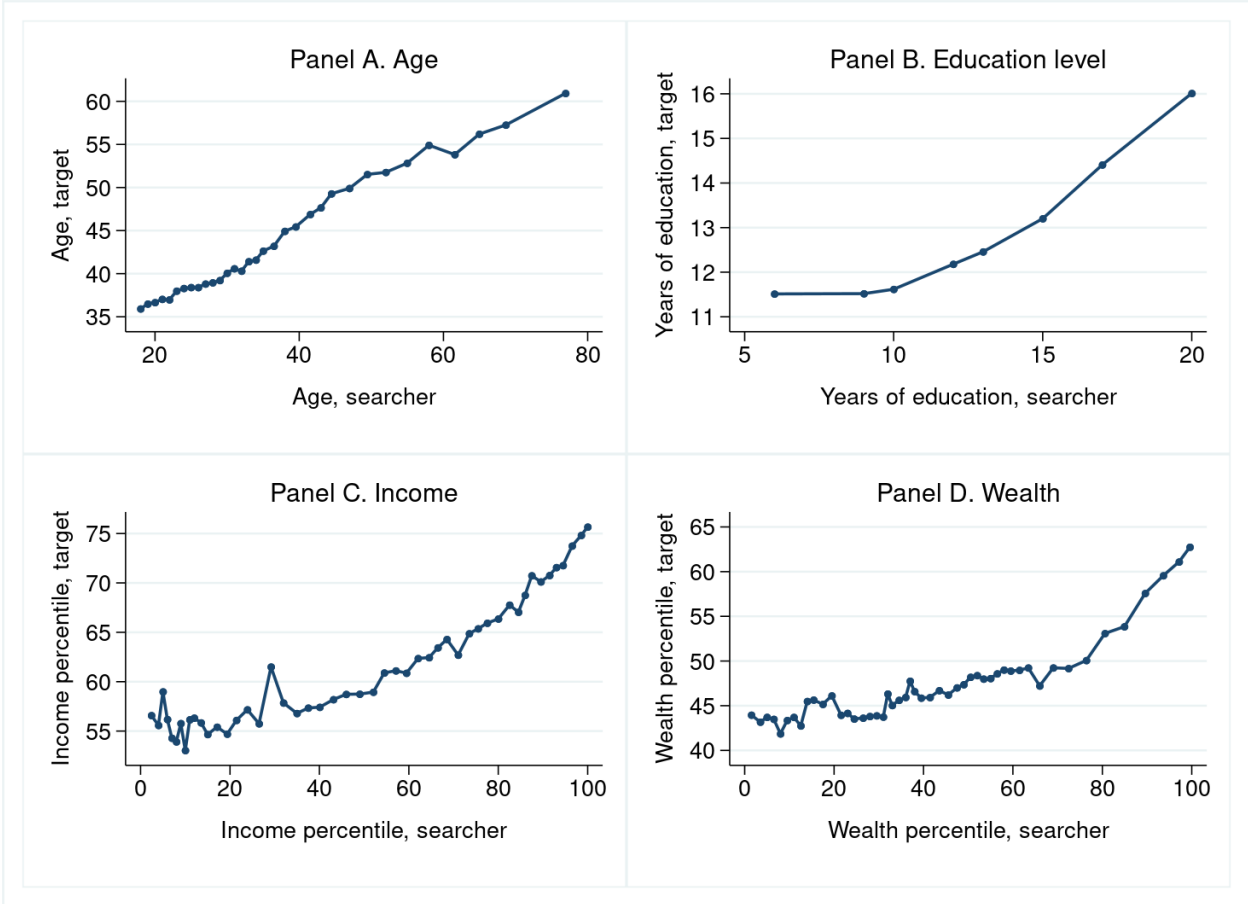 Panel A. Age
Age, target
60
55
50
45
40
35
20 40 60 80
Age, searcher
Panel B. Education level
Years of education, target
16
15
14
13
12
11
5 10 15 20
Years of education, searcher
Panel C. Income
Income percentile, target
75
70
65
60
55
0 20 40 60 80 100
Income percentile, searcher
Panel D. Wealth
Wealth percentile, target
65
60
55
50
45
40
0 20 40 60 80 100
Wealth percentile, searcher